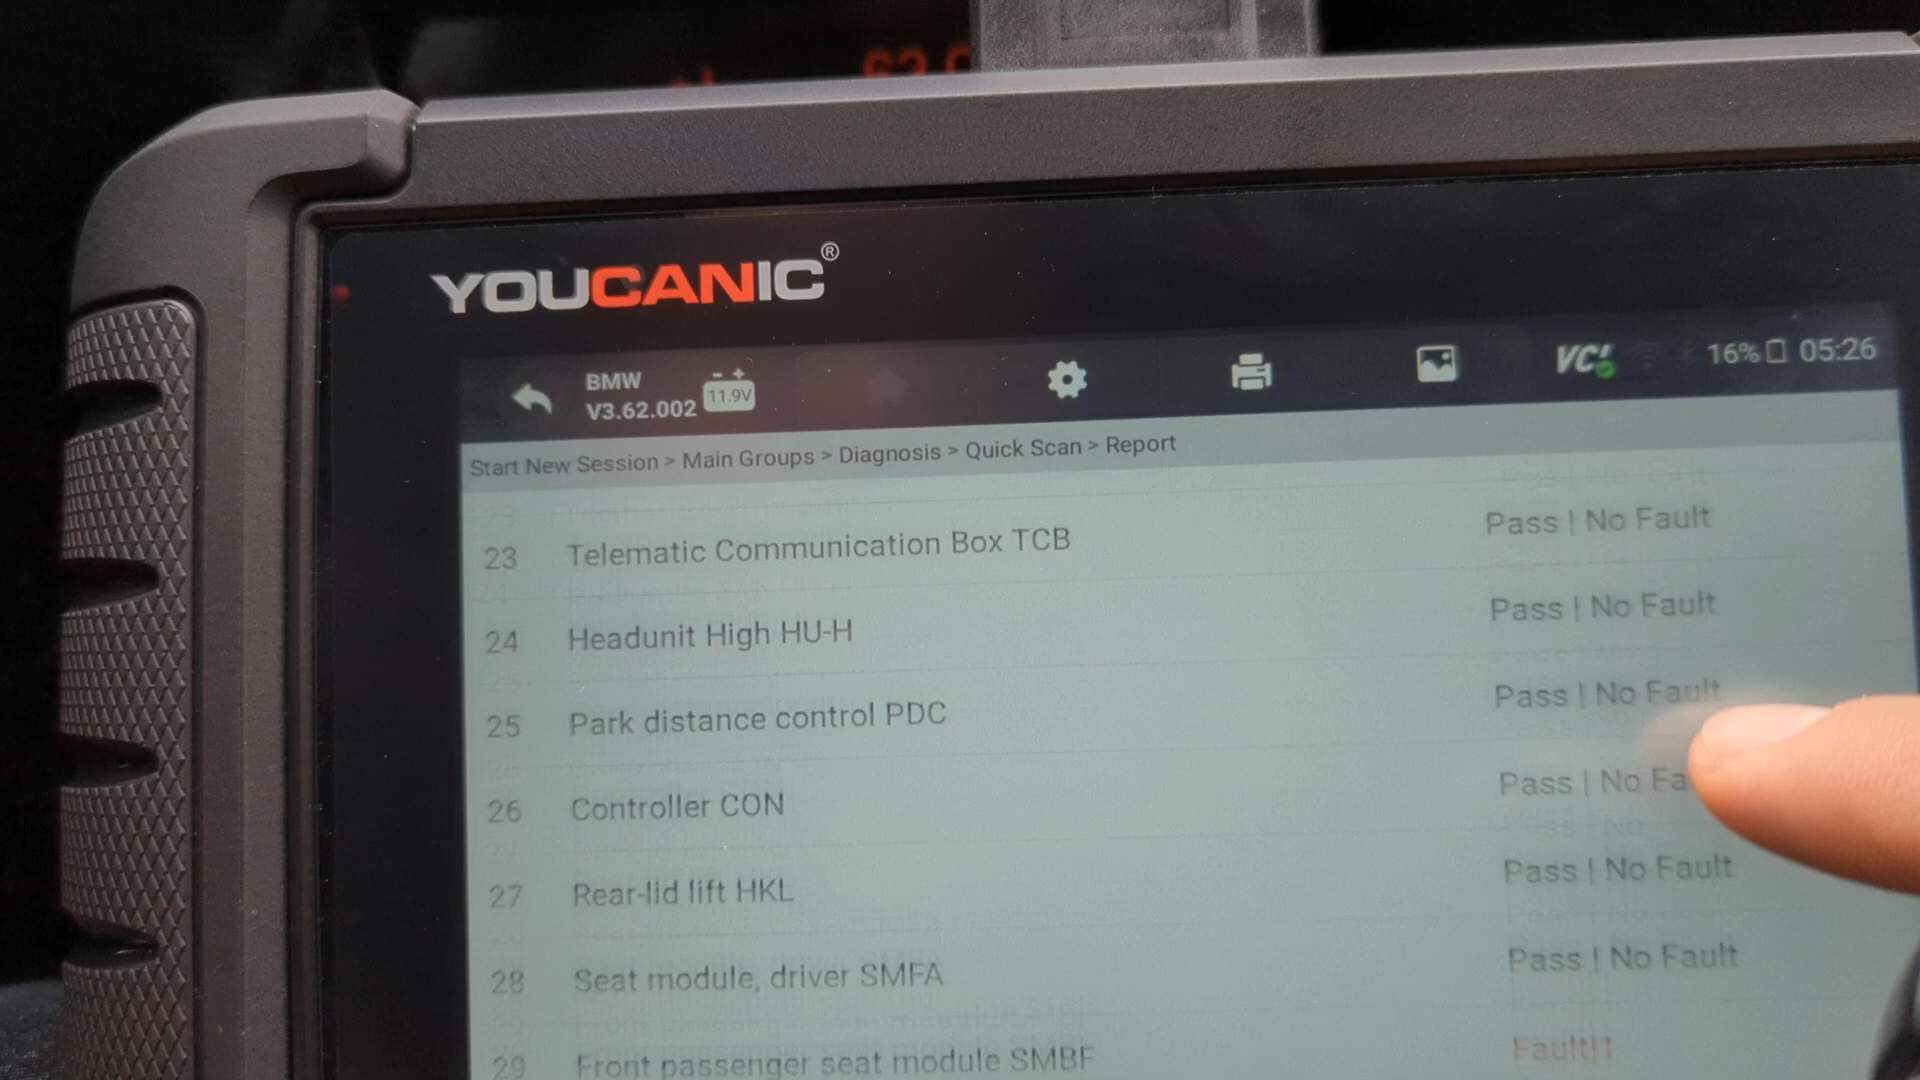 YOUCANIC®
BMW
V3.62.002
- +
11.9V
VCI
16% 05:26
Start New Session > Main Groups > Diagnosis > Quick Scan > Report
23 Telematic Communication Box TCB Pass | No Fault
24 Headunit High HU-H Pass | No Fault
25 Park distance control PDC Pass | No Fault
26 Controller CON Pass | No Fa
27 Rear-lid lift HKL Pass | No Fault
28 Seat module, driver SMFA Pass | No Fault
29 Front passenger seat module SMBF Fault|1